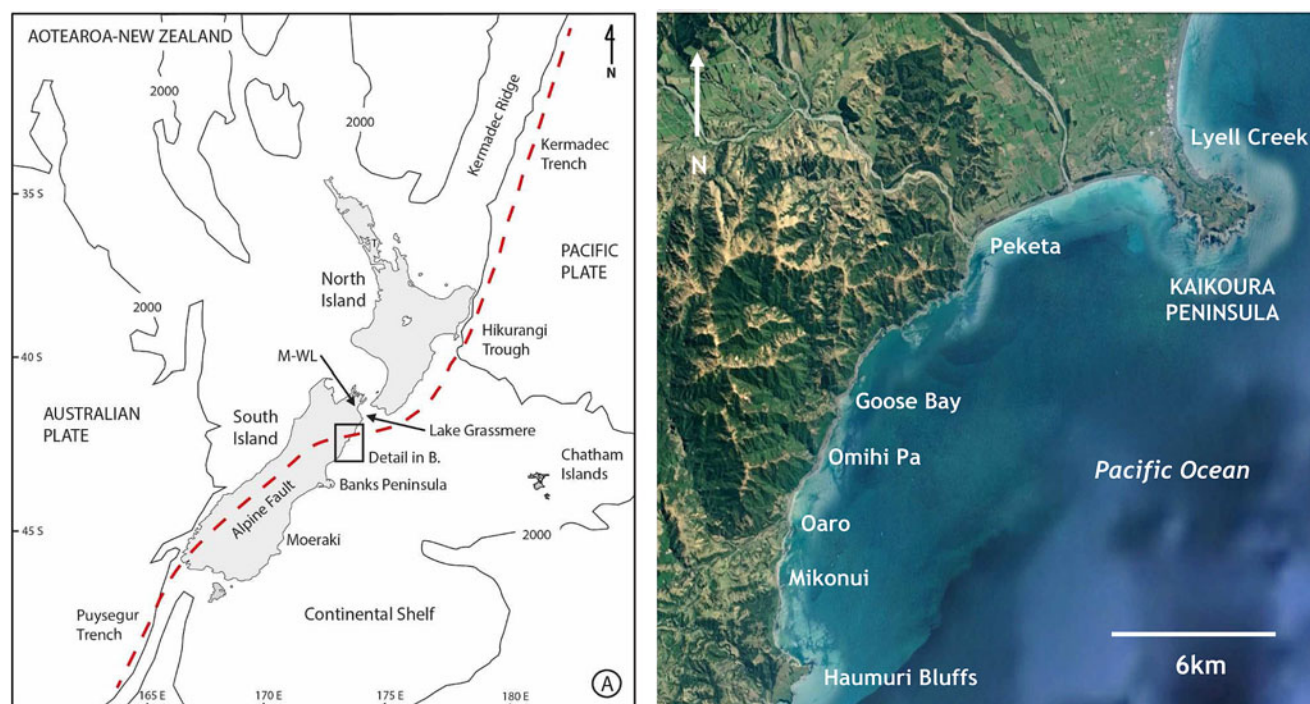 AOTEAROA-NEW ZEALAND
N
2000
2000
2000
Kermadec Ridge
Kermadec
Trench
35 S
PACIFIC
PLATE
T
North
Island
2000
Hikurangi
Trough
M-WL
40 S
AUSTRALIAN
PLATE
South
Island
Lake Grassmere
Detail in B.
Chatham
Islands
Banks Peninsula
Alpine Fault
Moeraki
2000
45 S
Continental Shelf
Puysegur
Trench
165 E
170 E
175 E
180 E
A
N
Lyell Creek
Peketa
KAIKOURA
PENINSULA
Goose Bay
Omihi Pa
Pacific Ocean
Oaro
Mikonui
6km
Haumuri Bluffs